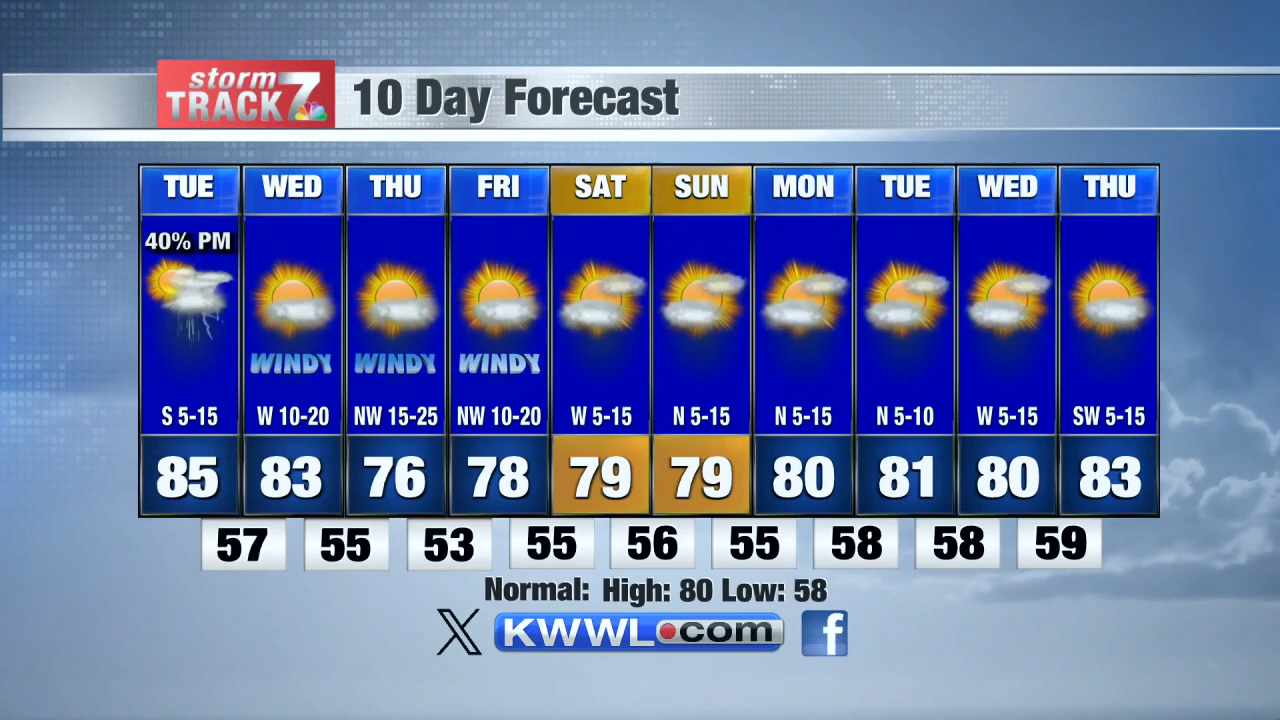 storm
TRACK 7
10 Day Forecast
TUE WED THU FRI SAT SUN MON TUE WED THU
40% PM
WINDY WINDY WINDY
S 5-15 W 10-20 NW 15-25 NW 10-20 W 5-15 N 5-15 N 5-15 N 5-10 W 5-15 SW 5-15
85 83 76 78 79 79 80 81 80 83
57 55 53 55 56 55 58 58 59
Normal: High: 80 Low: 58
X KWWL.com f